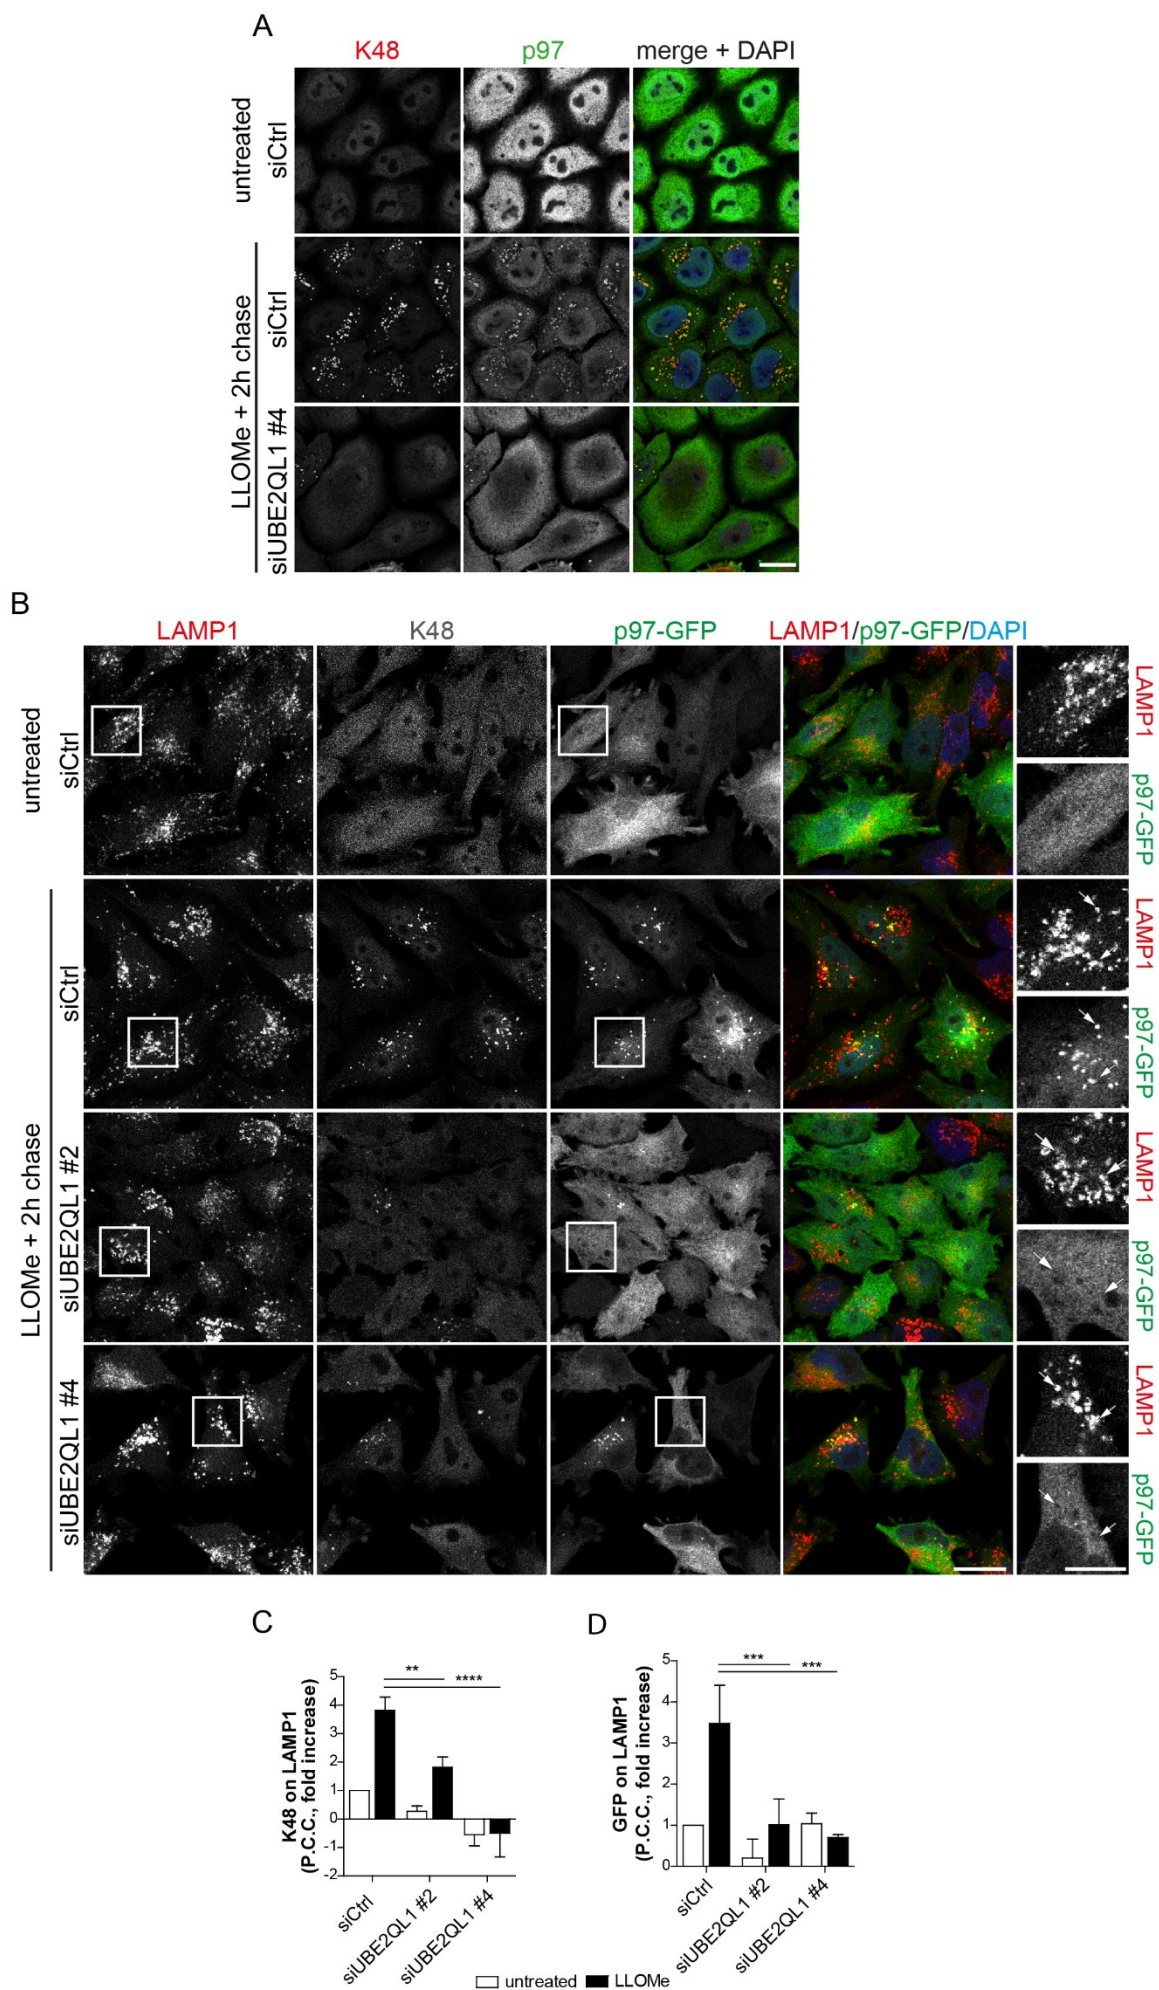 A
K48
p97
merge + DAPI
untreated
siCtrl
LLOMe + 2h chase
siCtrl
siUBE2QL1 #4
B
LAMP1
K48
p97-GFP
LAMP1/p97-GFP/DAPI
untreated
siCtrl
LAMP1
p97-GFP
LLOMe + 2h chase
siCtrl
LAMP1
p97-GFP
siUBE2QL1 #2
LAMP1
p97-GFP
siUBE2QL1 #4
LAMP1
p97-GFP
C
K48 on LAMP1
(P.C.C., fold increase)
5
4
3
2
1
0
-1
-2
**
****
siCtrl
siUBE2QL1 #2
siUBE2QL1 #4
D
GFP on LAMP1
(P.C.C., fold increase)
5
4
3
2
1
0
***
***
siCtrl
siUBE2QL1 #2
siUBE2QL1 #4
untreated
LLOMe